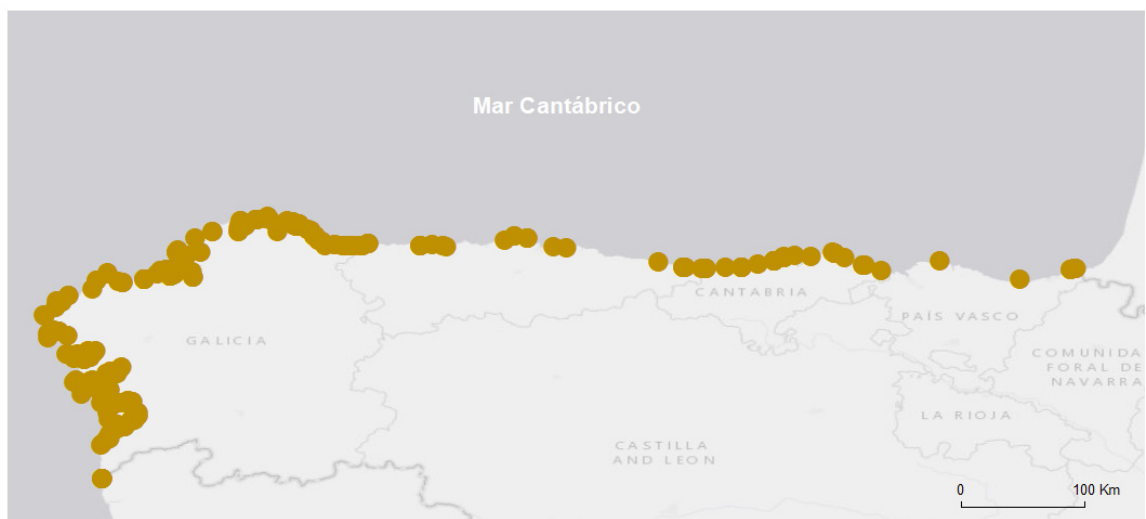 Mar Cantábrico
CANTABRIA
PAÍS VASCO
GALICIA
COMUNIDA
FORAL DE
NAVARRA
LA RIOJA
CASTILLA
AND LEON
0 100 Km